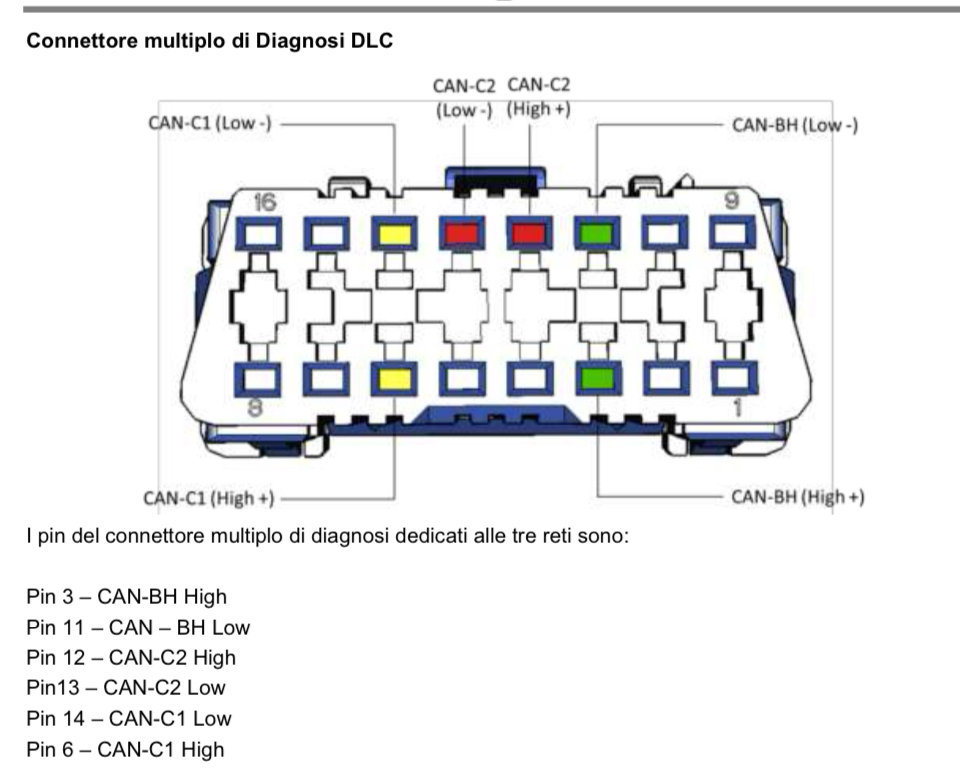 Connettore multiplo di Diagnosi DLC
CAN-C2 CAN-C2
(Low -) (High +)
CAN-C1 (Low -)
CAN-BH (Low -)
16
9
8
1
CAN-C1 (High +)
CAN-BH (High +)
I pin del connettore multiplo di diagnosi dedicati alle tre reti sono:
Pin 3 – CAN-BH High
Pin 11 – CAN – BH Low
Pin 12 – CAN-C2 High
Pin13 – CAN-C2 Low
Pin 14 – CAN-C1 Low
Pin 6 – CAN-C1 High